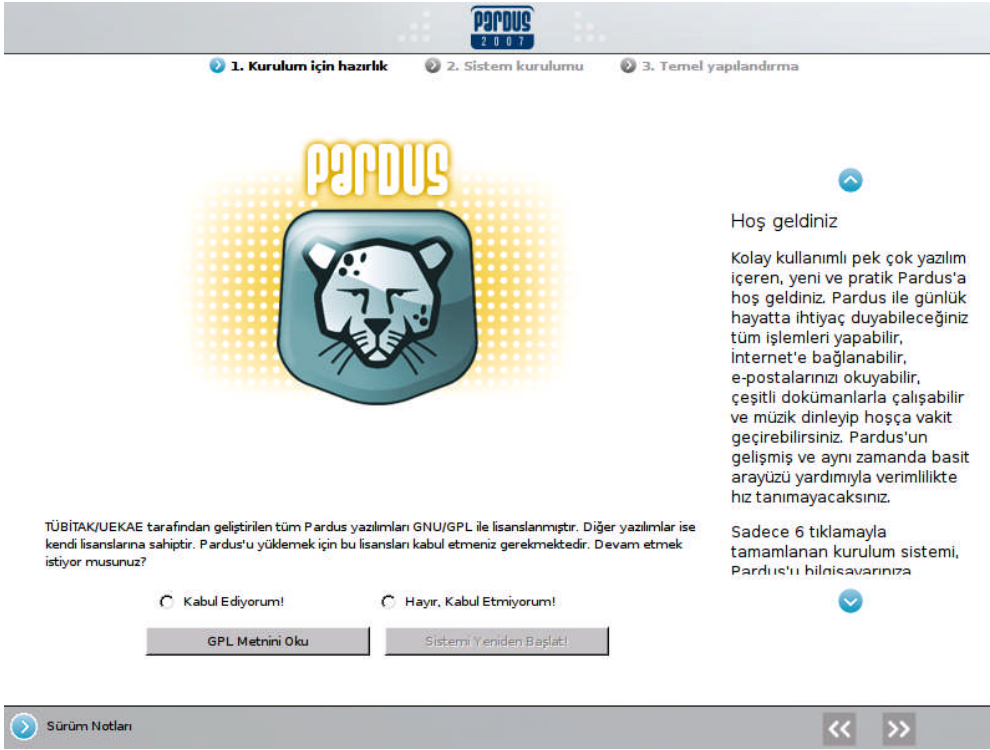 PARDUS
2007
1. Kurulum için hazırlık
2. Sistem kurulumu
3. Temel yapılandırma
PARDUS
Hoş geldiniz
Kolay kullanımlı pek çok yazılım
içeren, yeni ve pratik Pardus'a
hoş geldiniz. Pardus ile günlük
hayatta ihtiyaç duyabileceğiniz
tüm işlemleri yapabilir,
İnternet'e bağlanabilir,
e-postalarınızı okuyabilir,
çeşitli dokümanlarla çalışabilir
ve müzik dinleyip hoşça vakit
geçirebilirsiniz. Pardus'un
gelişmiş ve aynı zamanda basit
arayüzü yardımıyla verimlilikte
hız tanımayacaksınız.
Sadece 6 tıklamayla
tamamlanan kurulum sistemi,
Pardus'u bilgisayarınıza
TÜBİTAK/UEKAE tarafından geliştirilen tüm Pardus yazılımları GNU/GPL ile lisanslanmıştır. Diğer yazılımlar ise
kendi lisanslarına sahiptir. Pardus'u yüklemek için bu lisansları kabul etmeniz gerekmektedir. Devam etmek
istiyor musunuz?
Kabul Ediyorum!
Hayır, Kabul Etmiyorum!
GPL Metnini Oku
Sistemi Yeniden Başlat!
Sürüm Notları